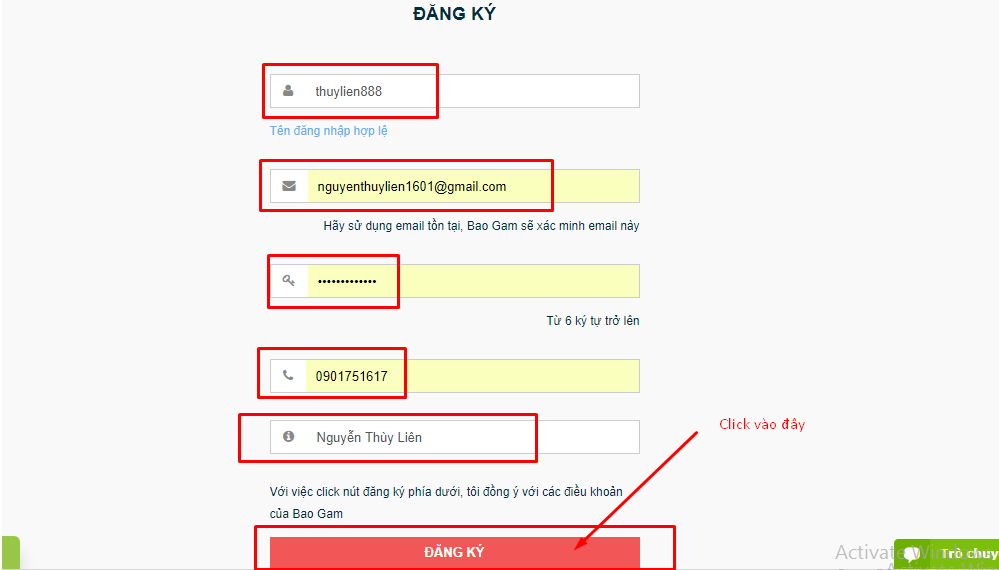 ĐĂNG KÝ
thuylien888
Tên đăng nhập hợp lệ
nguyenthuylien1601@gmail.com
Hãy sử dụng email tồn tại, Bao Gam sẽ xác minh email này
•••••••••••••
Từ 6 ký tự trở lên
0901751617
Nguyễn Thùy Liên
Click vào đây
Với việc click nút đăng ký phía dưới, tôi đồng ý với các điều khoản
của Bao Gam
ĐĂNG KÝ
Activate
Trò chuy